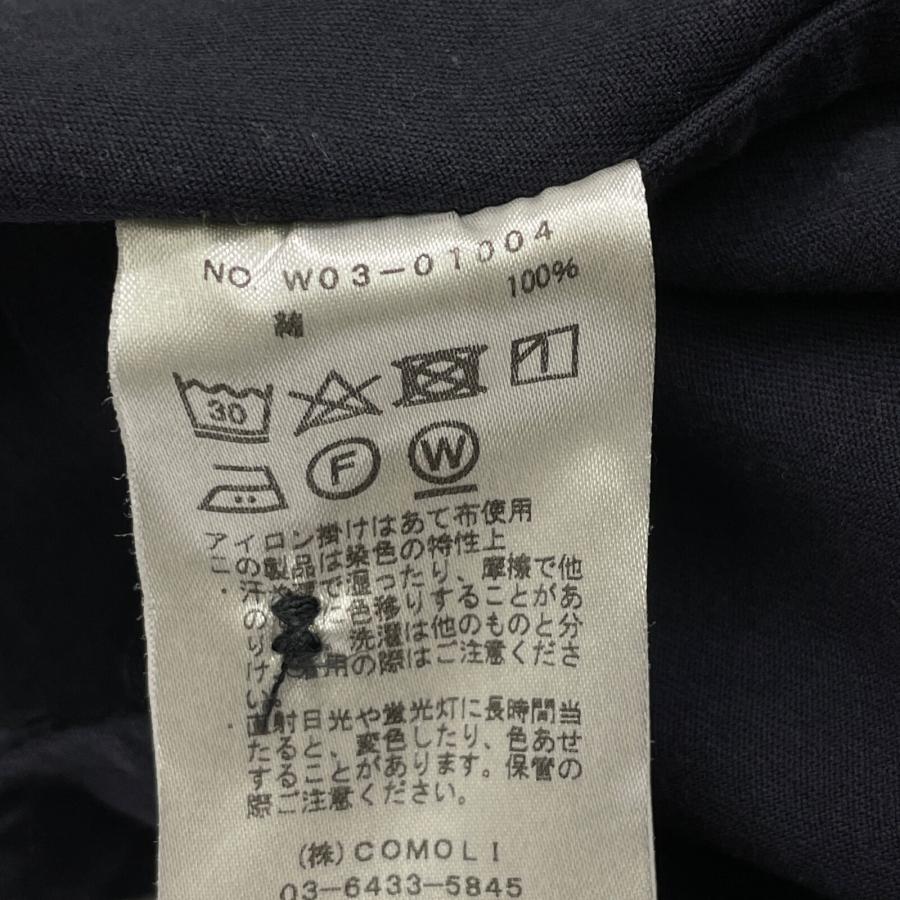 NO. W03-01004
綿 100%
30
F W
アイロン掛けはあて布使用
・この製品は染色の特性上
汗や で湿ったり、摩擦で他
の 色移りすることがあ
り 洗濯は他のものと分
け 着用の際はご注意くださ
い。
・直射日光や蛍光灯に長時間当
たると、変色したり、色あせ
することがあります。保管の
際ご注意ください。
(株)COMOLI
03-6433-5845